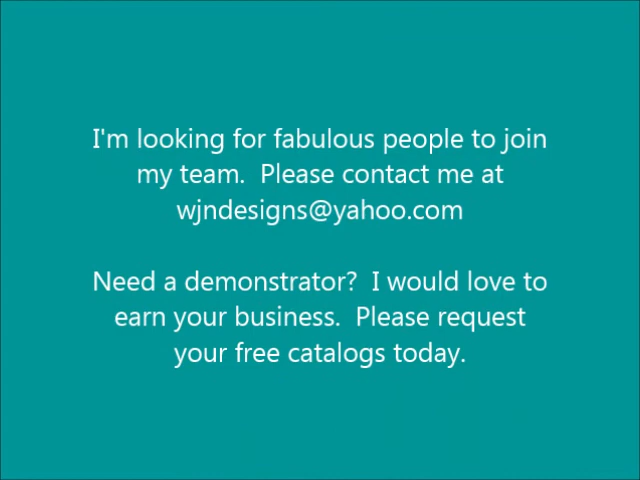 I'm looking for fabulous people to join
my team.  Please contact me at
wjndesigns@yahoo.com
Need a demonstrator?  I would love to
earn your business.  Please request
your free catalogs today.